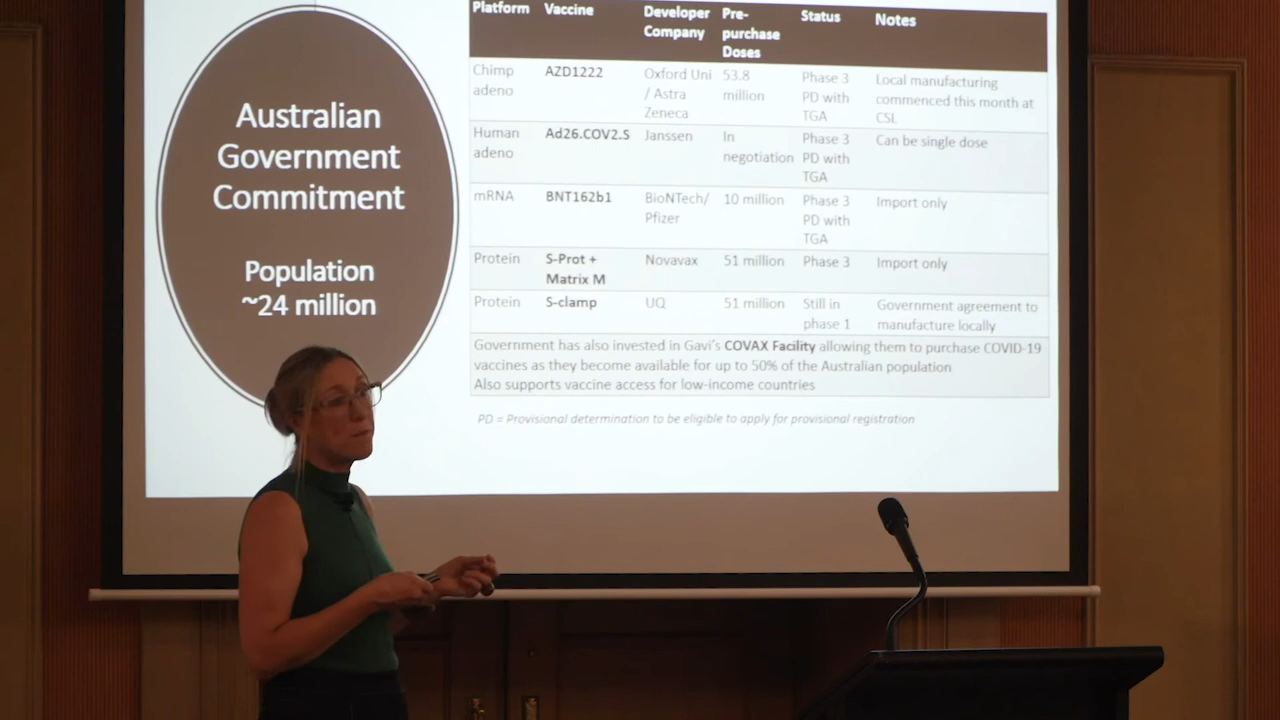 Australian
Government
Commitment
Population
~24 million
Platform Vaccine Developer Company Pre-purchase Doses Status Notes
Chimp adeno AZD1222 Oxford Uni / Astra Zeneca 53.8 million Phase 3 PD with TGA Local manufacturing commenced this month at CSL
Human adeno Ad26.COV2.S Janssen In negotiation Phase 3 PD with TGA Can be single dose
mRNA BNT162b1 BioNTech/ Pfizer 10 million Phase 3 PD with TGA Import only
Protein S-Prot + Matrix M Novavax 51 million Phase 3 Import only
Protein S-clamp UQ 51 million Still in phase 1 Government agreement to manufacture locally
Government has also invested in Gavi's COVAX Facility allowing them to purchase COVID-19
vaccines as they become available for up to 50% of the Australian population
Also supports vaccine access for low-income countries
PD = Provisional determination to be eligible to apply for provisional registration